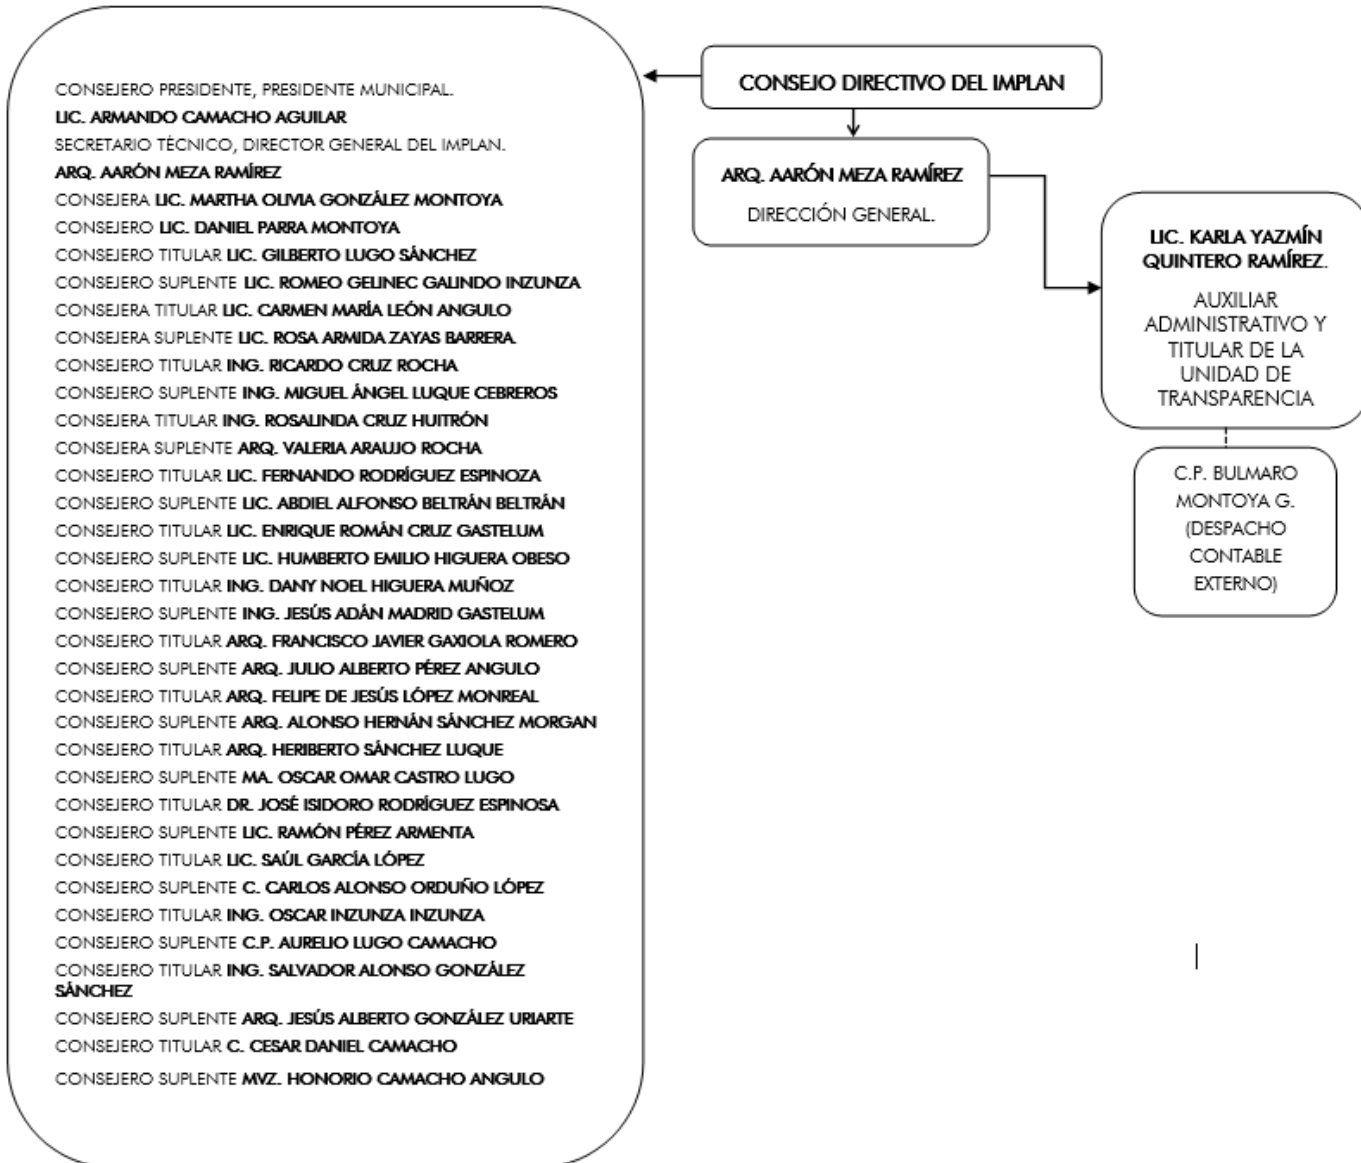 CONSEJERO PRESIDENTE, PRESIDENTE MUNICIPAL.
LIC. ARMANDO CAMACHO AGUILAR
SECRETARIO TÉCNICO, DIRECTOR GENERAL DEL IMPLAN.
ARQ. AARÓN MEZA RAMÍREZ
CONSEJERA LIC. MARTHA OLIVIA GONZÁLEZ MONTOYA
CONSEJERO LIC. DANIEL PARRA MONTOYA
CONSEJERO TITULAR LIC. GILBERTO LUGO SÁNCHEZ
CONSEJERO SUPLENTE LIC. ROMEO GELINEC GALINDO INZUNZA
CONSEJERA TITULAR LIC. CARMEN MARÍA LEÓN ANGULO
CONSEJERA SUPLENTE LIC. ROSA ARMIDA ZAYAS BARRERA.
CONSEJERO TITULAR ING. RICARDO CRUZ ROCHA
CONSEJERO SUPLENTE ING. MIGUEL ÁNGEL LUQUE CEBREROS
CONSEJERA TITULAR ING. ROSALINDA CRUZ HUITRÓN
CONSEJERA SUPLENTE ARQ. VALERIA ARAUJO ROCHA
CONSEJERO TITULAR LIC. FERNANDO RODRÍGUEZ ESPINOZA
CONSEJERO SUPLENTE LIC. ABDIEL ALFONSO BELTRÁN BELTRÁN
CONSEJERO TITULAR LIC. ENRIQUE ROMÁN CRUZ GASTELUM
CONSEJERO SUPLENTE LIC. HUMBERTO EMILIO HIGUERA OBESO
CONSEJERO TITULAR ING. DANY NOEL HIGUERA MUÑOZ
CONSEJERO SUPLENTE ING. JESÚS ADÁN MADRID GASTELUM
CONSEJERO TITULAR ARQ. FRANCISCO JAVIER GAXIOLA ROMERO
CONSEJERO SUPLENTE ARQ. JULIO ALBERTO PÉREZ ANGULO
CONSEJERO TITULAR ARQ. FELIPE DE JESÚS LÓPEZ MONREAL
CONSEJERO SUPLENTE ARQ. ALONSO HERNÁN SÁNCHEZ MORGAN
CONSEJERO TITULAR ARQ. HERIBERTO SÁNCHEZ LUQUE
CONSEJERO SUPLENTE MA. OSCAR OMAR CASTRO LUGO
CONSEJERO TITULAR DR. JOSÉ ISIDORO RODRÍGUEZ ESPINOSA
CONSEJERO SUPLENTE LIC. RAMÓN PÉREZ ARMENTA
CONSEJERO TITULAR LIC. SAÚL GARCÍA LÓPEZ
CONSEJERO SUPLENTE C. CARLOS ALONSO ORDUÑO LÓPEZ
CONSEJERO TITULAR ING. OSCAR INZUNZA INZUNZA
CONSEJERO SUPLENTE C.P. AURELIO LUGO CAMACHO
CONSEJERO TITULAR ING. SALVADOR ALONSO GONZÁLEZ
SÁNCHEZ
CONSEJERO SUPLENTE ARQ. JESÚS ALBERTO GONZÁLEZ URIARTE
CONSEJERO TITULAR C. CESAR DANIEL CAMACHO
CONSEJERO SUPLENTE MVZ. HONORIO CAMACHO ANGULO
CONSEJO DIRECTIVO DEL IMPLAN
ARQ. AARÓN MEZA RAMÍREZ
DIRECCIÓN GENERAL.
LIC. KARLA YAZMÍN
QUINTERO RAMÍREZ.
AUXILIAR
ADMINISTRATIVO Y
TITULAR DE LA
UNIDAD DE
TRANSPARENCIA
C.P. BULMARO
MONTOYA G.
(DESPACHO
CONTABLE
EXTERNO)